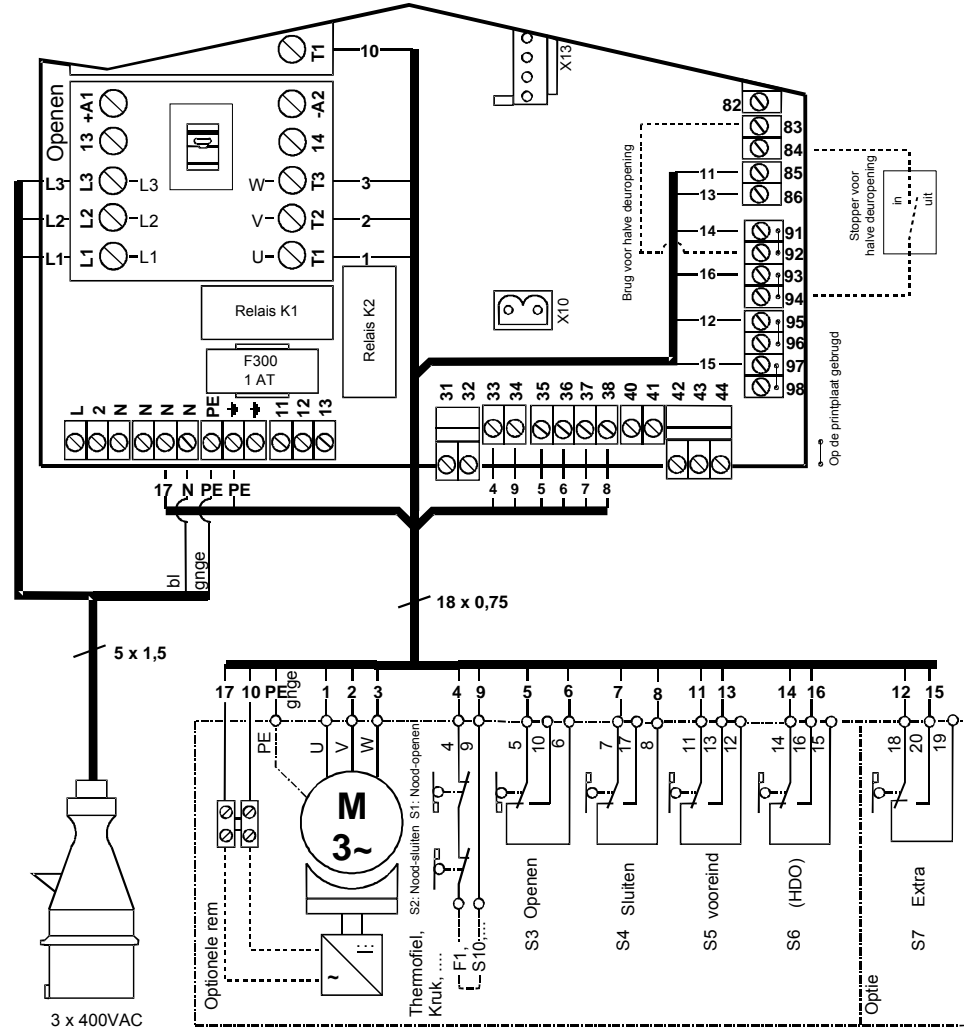 Openen
+A1
13
L3
L2
L1
L3
L2
L1
L3
L2
L1
-A2
14
T3
T2
T1
T1
W
V
U
10
3
2
1
X13
82
83
84
85
86
91
92
93
94
95
96
97
98
11
13
14
16
12
15
Brug voor halve deuropening
Stopper voor
halve deuropening
in
uit
Op de printplaat gebrugd
Relais K1
Relais K2
F300
1 AT
X10
L
2
N
N
N
N
PE
11
12
13
31
32
33
34
35
36
37
38
40
41
42
43
44
17 N PE PE
4
9
5
6
7
8
bl
gnge
18 x 0,75
5 x 1,5
17 10 PE
gnge
1 2 3 4 9 5 6 7 8 11 13 14 16 12 15
PE
U
V
W
4
9
5
10
6
7
17
8
11
13
12
14
16
15
18
20
19
M
3~
~
Optionele rem
S2: Nood-sluiten S1: Nood-openen
Thermofiel,
Kruk, ....
F1,
S10,....
S3 Openen
S4 Sluiten
S5 vooreind
S6 (HDO)
S7 Extra
Optie
3 x 400VAC